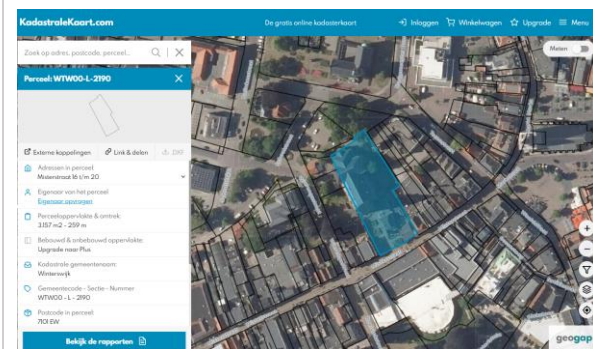 KadastraleKaart.com
De gratis online kadasterkaart
Inloggen
Winkelwagen
Upgrade
Menu
Zoek op adres, postcode, perceel...
Meten
Perceel: WTW00-L-2190
Externe koppelingen
Link & delen
DXF
Adressen in perceel
Misterstraat 16 t/m 20
Eigenaar van het perceel
Eigenaar opvragen
Perceeloppervlakte & omtrek:
3.157 m2 - 259 m
Bebouwd & onbebouwd oppervlakte:
Upgrade naar Plus
Kadastrale gemeentenaam:
Winterswijk
Gemeentecode - Sectie - Nummer
WTW00 - L - 2190
Postcode in perceel
7101 EW
Bekijk de rapporten
geogap